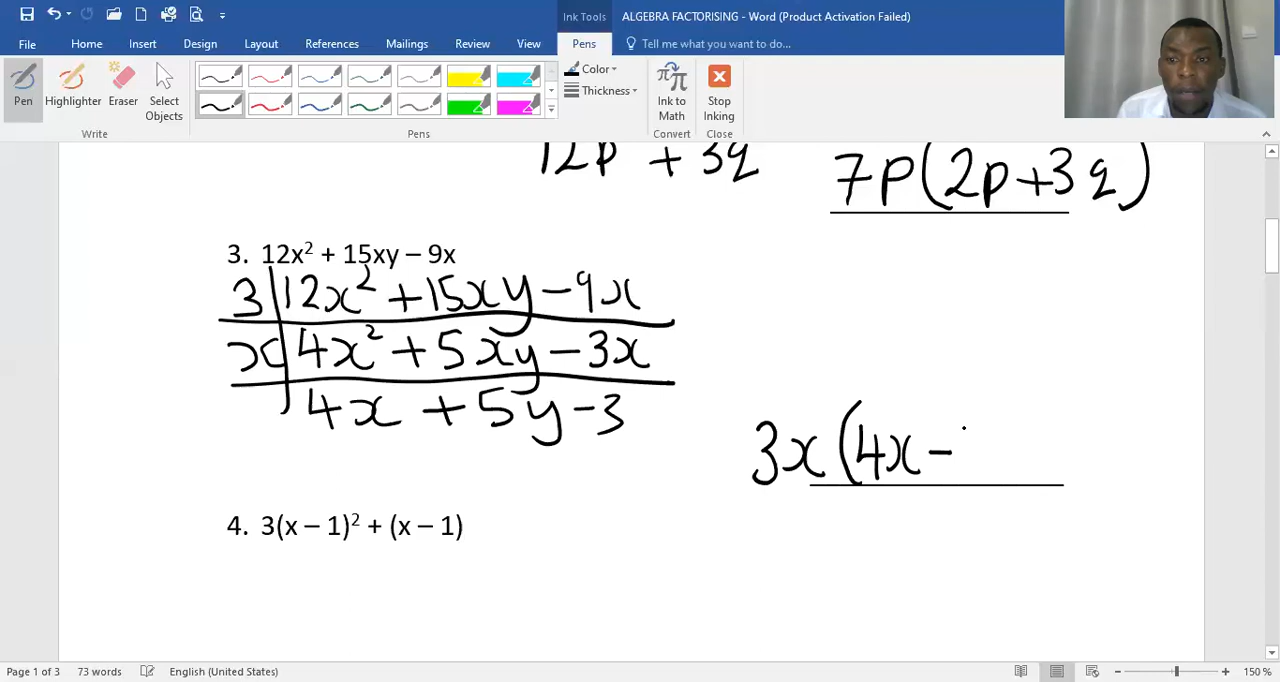 Ink Tools
ALGEBRA FACTORISING - Word (Product Activation Failed)
File Home Insert Design Layout References Mailings Review View Pens Tell me what you want to do...
Pen Highlighter Eraser Select Objects
Color
Thickness
Ink to Math
Stop Inking
Write Pens Convert Close
12p + 3q
7p(2p+3q)
3. 12x² + 15xy – 9x
3 12x² + 15xy – 9x
x 4x² + 5xy – 3x
4x + 5y – 3
3x(4x –
4. 3(x – 1)² + (x – 1)
Page 1 of 3 73 words English (United States) 150 %